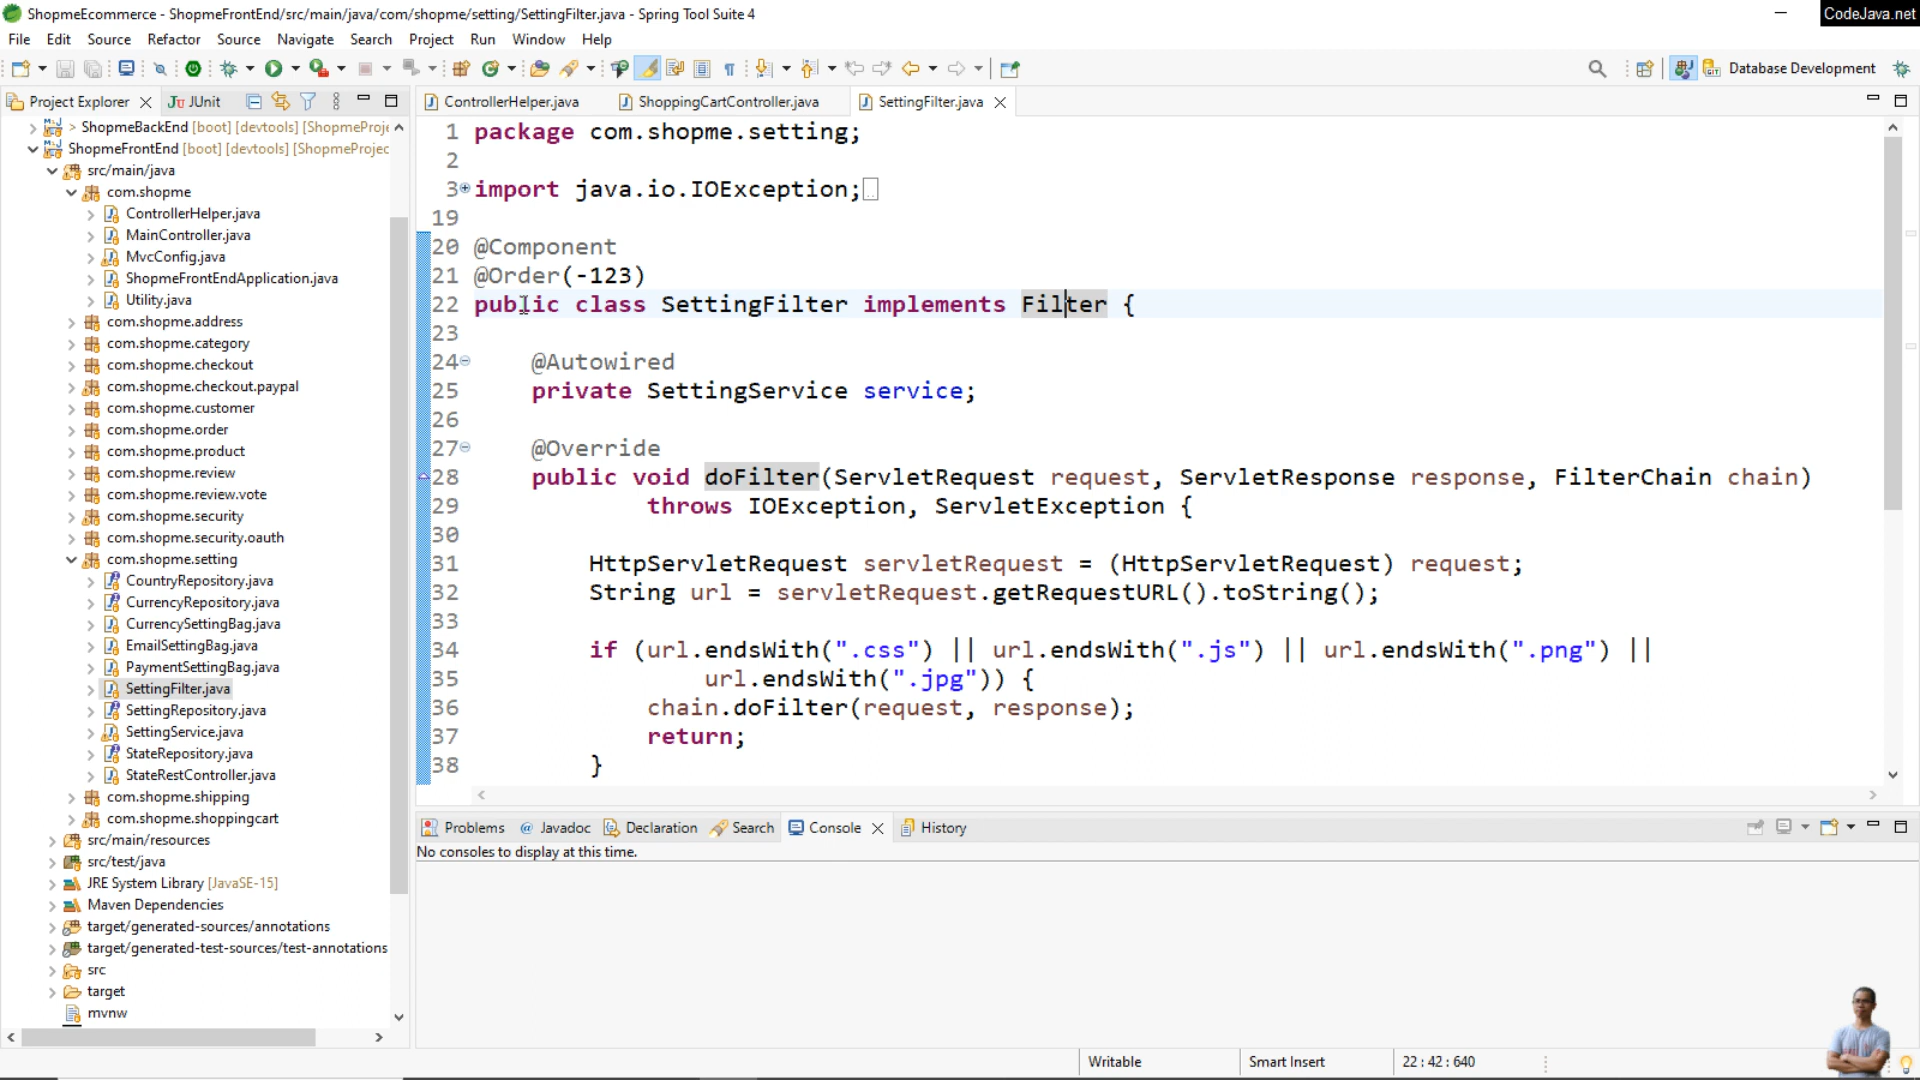 ShopmeEcommerce - ShopmeFrontEnd/src/main/java/com/shopme/setting/SettingFilter.java - Spring Tool Suite 4
CodeJava.net
File Edit Source Refactor Source Navigate Search Project Run Window Help
Database Development
Project Explorer JUnit
ControllerHelper.java ShoppingCartController.java SettingFilter.java
> ShopmeBackEnd [boot] [devtools] [ShopmeProje
ShopmeFrontEnd [boot] [devtools] [ShopmeProjec
src/main/java
com.shopme
ControllerHelper.java
MainController.java
MvcConfig.java
ShopmeFrontEndApplication.java
Utility.java
com.shopme.address
com.shopme.category
com.shopme.checkout
com.shopme.checkout.paypal
com.shopme.customer
com.shopme.order
com.shopme.product
com.shopme.review
com.shopme.review.vote
com.shopme.security
com.shopme.security.oauth
com.shopme.setting
CountryRepository.java
CurrencyRepository.java
CurrencySettingBag.java
EmailSettingBag.java
PaymentSettingBag.java
SettingFilter.java
SettingRepository.java
SettingService.java
StateRepository.java
StateRestController.java
com.shopme.shipping
com.shopme.shoppingcart
src/main/resources
src/test/java
JRE System Library [JavaSE-15]
Maven Dependencies
target/generated-sources/annotations
target/generated-test-sources/test-annotations
src
target
mvnw
1 package com.shopme.setting;
2
3 import java.io.IOException;
19
20 @Component
21 @Order(-123)
22 public class SettingFilter implements Filter {
23
24 @Autowired
25 private SettingService service;
26
27 @Override
28 public void doFilter(ServletRequest request, ServletResponse response, FilterChain chain)
29 throws IOException, ServletException {
30
31 HttpServletRequest servletRequest = (HttpServletRequest) request;
32 String url = servletRequest.getRequestURL().toString();
33
34 if (url.endsWith(".css") || url.endsWith(".js") || url.endsWith(".png") ||
35 url.endsWith(".jpg")) {
36 chain.doFilter(request, response);
37 return;
38 }
Problems Javadoc Declaration Search Console History
No consoles to display at this time.
Writable Smart Insert 22 : 42 : 640